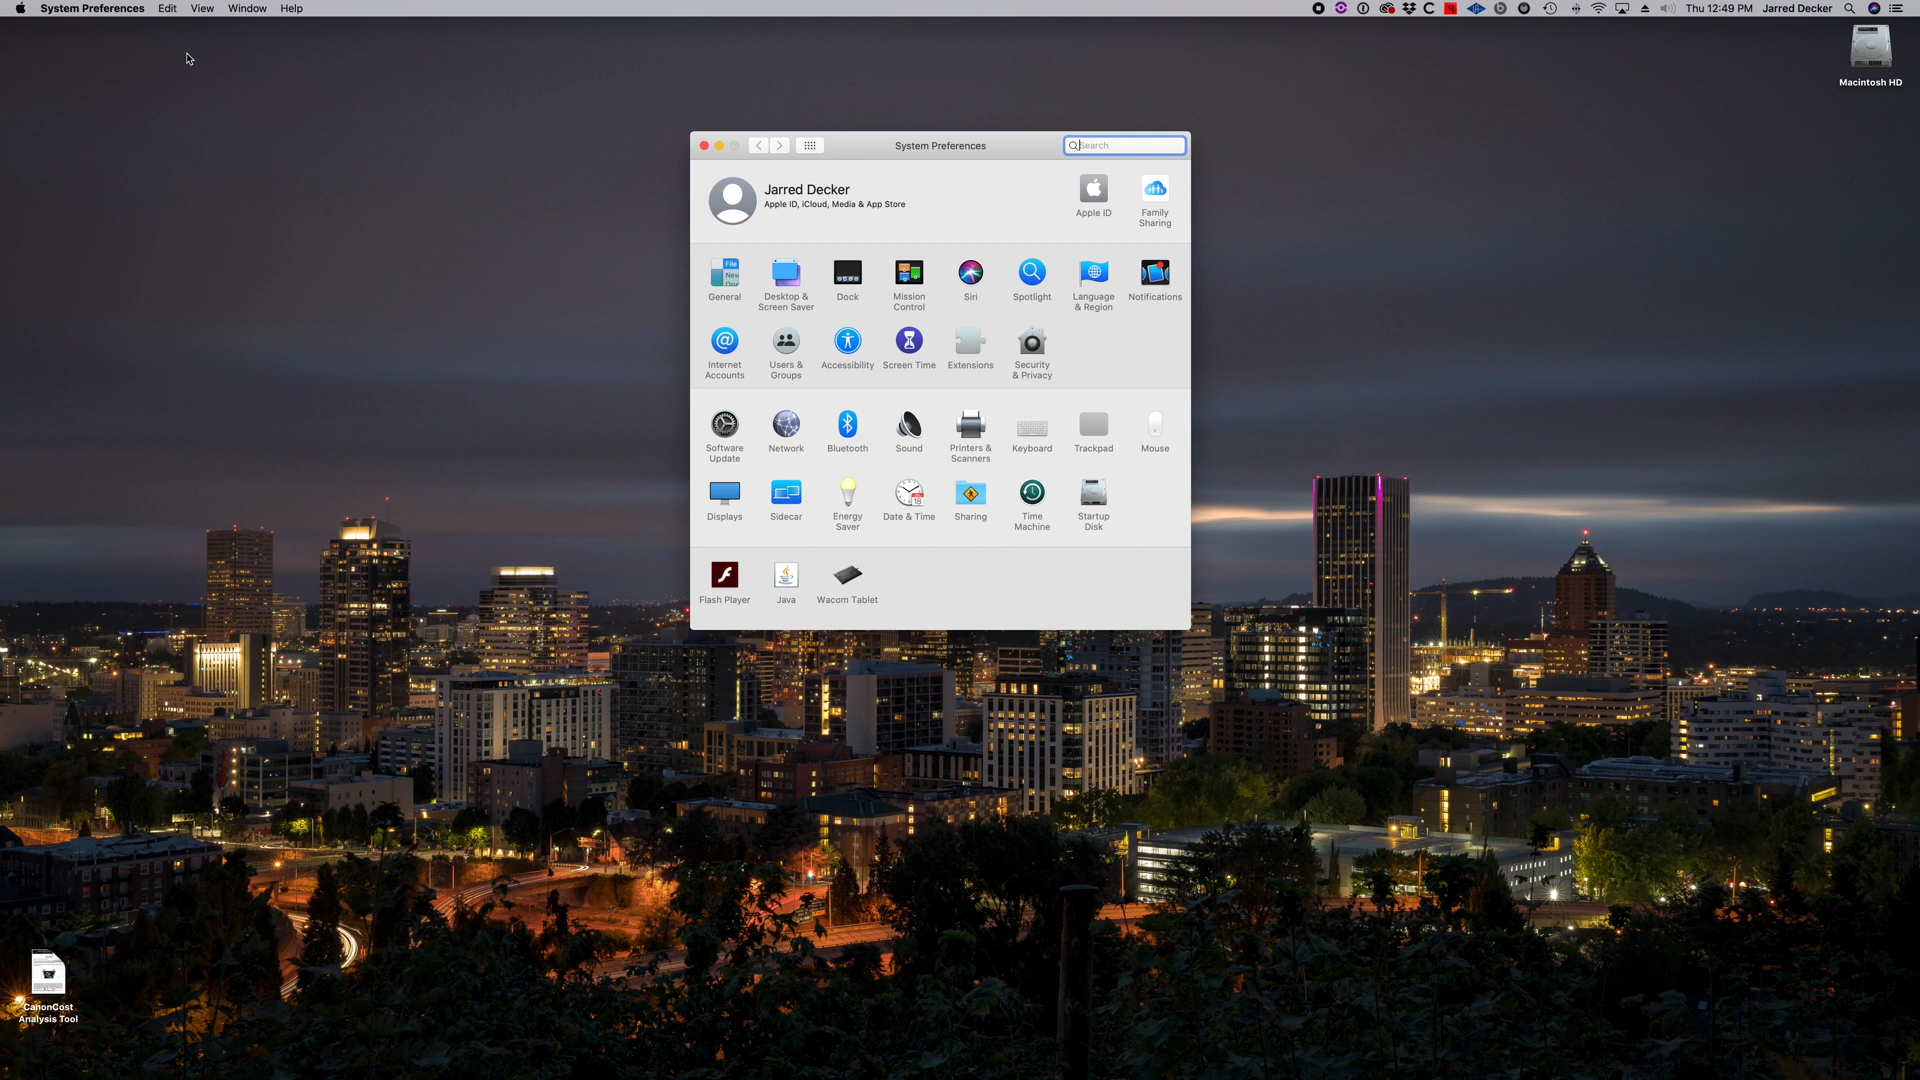 System Preferences Edit View Window Help
Thu 12:49 PM Jarred Decker
Macintosh HD
System Preferences
Search
Jarred Decker
Apple ID, iCloud, Media & App Store
Apple ID
Family
Sharing
File
New
General
Desktop &
Screen Saver
Dock
Mission
Control
Siri
Spotlight
Language
& Region
Notifications
Internet
Accounts
Users &
Groups
Accessibility
Screen Time
Extensions
Security
& Privacy
Software
Update
Network
Bluetooth
Sound
Printers &
Scanners
Keyboard
Trackpad
Mouse
Displays
Sidecar
Energy
Saver
18
Date & Time
Sharing
Time
Machine
Startup
Disk
Flash Player
Java
Wacom Tablet
XLS
CanonCost
Analysis Tool